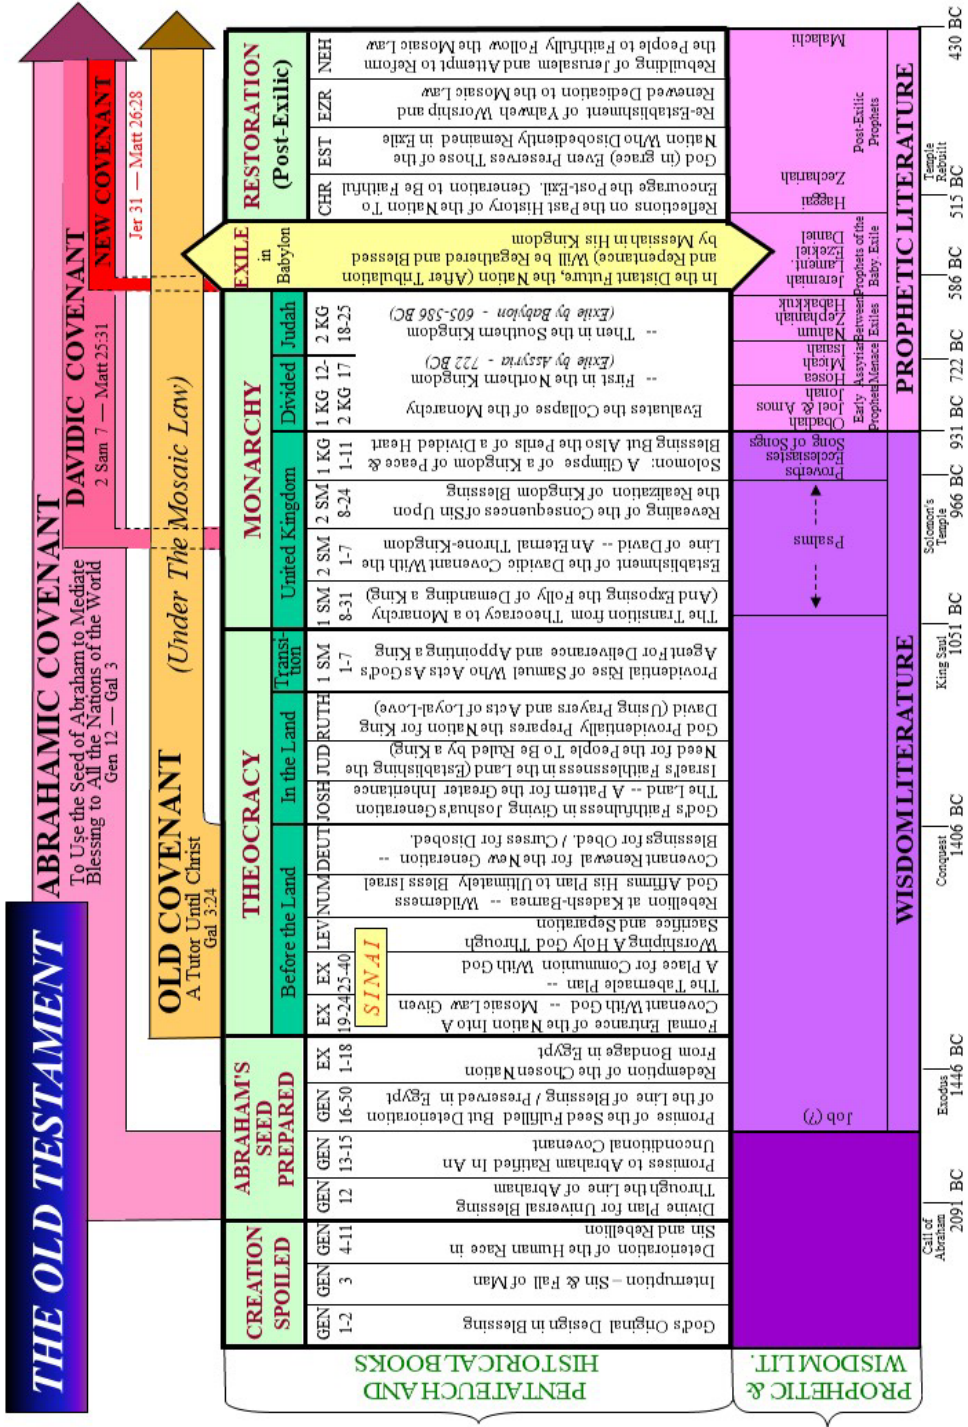 THE OLD TESTAMENT
ABRAHAMIC COVENANT
To Use the Seed of Abraham to Mediate
Blessing to All the Nations of the World
Gen 12 — Gal 3
DAVIDIC COVENANT
2 Sam 7 — Matt 25:31
NEW COVENANT
Jer 31 — Matt 26:28
OLD COVENANT
A Tutor Until Christ
Gal 3:24
(Under The Mosaic Law)
CREATION
SPOILED
ABRAHAM'S
SEED
PREPARED
THEOCRACY
MONARCHY
EXILE
in
Babylon
RESTORATION
(Post-Exilic)
Before the Land
In the Land
Transi-
tion
United Kingdom
Divided
Judah
PENTATEUCH AND
HISTORICAL BOOKS
GEN
1-2
God's Original Design in Blessing
GEN
3
Interruption – Sin & Fall of Man
GEN
4-11
Deterioration of the Human Race in
Sin and Rebellion
GEN
12
Divine Plan for Universal Blessing
Through the Line of Abraham
GEN
13-15
Promises to Abraham Ratified In An
Unconditional Covenant
GEN
16-50
Promise of the Seed Fulfilled But Deterioration
of the Line of Blessing / Preserved in Egypt
EX
1-18
Redemption of the Chosen Nation
From Bondage in Egypt
EX
19-24
Formal Entrance of the Nation Into A
Covenant With God -- Mosaic Law Given
EX
25-40
The Tabernacle Plan --
A Place for Communion With God
SINAI
LEV
Worshiping A Holy God Through
Sacrifice and Separation
NUM
Rebellion at Kadesh-Barnea -- Wilderness
God Affirms His Plan to Ultimately Bless Israel
DEUT
Covenant Renewal for the New Generation --
Blessings for Obed. / Curses for Disobed.
JOSH
God's Faithfulness in Giving Joshua's Generation
The Land -- A Pattern for the Greater Inheritance
JUD
Israel's Faithlessness in the Land (Establishing the
Need for the People To Be Ruled by a King)
RUTH
God Providentially Prepares the Nation for King
David (Using Prayers and Acts of Loyal-Love)
1 SM
1-7
Providential Rise of Samuel Who Acts As God's
Agent For Deliverance and Appointing a King
1 SM
8-31
The Transition from Theocracy to a Monarchy
(And Exposing the Folly of Demanding a King)
2 SM
1-7
Establishment of the Davidic Covenant With the
Line of David -- An Eternal Throne-Kingdom
2 SM
8-24
Revealing of the Consequences of Sin Upon
the Realization of Kingdom Blessing
1 KG
1-11
Solomon: A Glimpse of a Kingdom of Peace &
Blessing But Also the Perils of a Divided Heart
1 KG 12-
2 KG 17
Evaluates the Collapse of the Monarchy
-- First in the Northern Kingdom
(Exile by Assyria - 722 BC)
2 KG
18-25
-- Then in the Southern Kingdom
(Exile by Babylon - 605-586 BC)
In the Distant Future, the Nation (After Tribulation
and Repentance) Will be Regathered and Blessed
by Messiah in His Kingdom
CHR
Reflections on the Past History of the Nation To
Encourage the Post-Exil. Generation to Be Faithful
EST
God (in grace) Even Preserves Those of the
Nation Who Disobediently Remained in Exile
EZR
Re-Establishment of Yahweh Worship and
Renewed Dedication to the Mosaic Law
NEH
Rebuilding of Jerusalem and Attempt to Reform
the People to Faithfully Follow the Mosaic Law
PROPHETIC &
WISDOM LIT.
Job (?)
Psalms
Proverbs
Ecclesiastes
Song of Songs
Obadiah
Joel & Amos
Jonah
Hosea
Micah
Isaiah
Nahum
Zephaniah
Habakkuk
Jeremiah
Lament.
Ezekiel
Daniel
Haggai
Zechariah
Malachi
Early
Prophets
Assyrian
Menace
Between
Exiles
Prophets of the
Baby. Exile
Post-Exilic
Prophets
WISDOM LITERATURE
PROPHETIC LITERATURE
Call of
Abraham
2091 BC
Exodus
1446 BC
Conquest
1406 BC
King Saul
1051 BC
Solomon's
Temple
966 BC
931 BC
722 BC
586 BC
Temple
Rebuilt
515 BC
430 BC